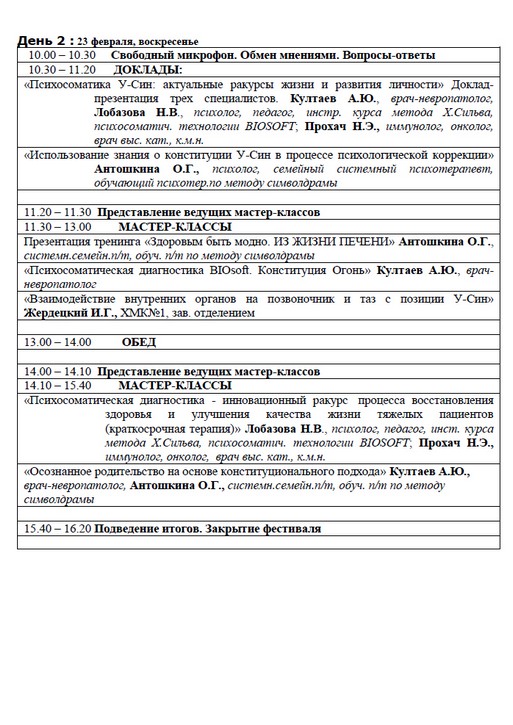 День 2 : 23 февраля, воскресенье
10.00 – 10.30 Свободный микрофон. Обмен мнениями. Вопросы-ответы
10.30 – 11.20 ДОКЛАДЫ:
«Психосоматика У-Син: актуальные ракурсы жизни и развития личности» Доклад-
презентация трех специалистов. Култаев А.Ю., врач-невропатолог,
Лобазова Н.В., психолог, педагог, инстр. курса метода Х.Сильва,
психосоматич. технологии BIOSOFT; Прохач Н.Э., иммунолог, онколог,
врач выс. кат., к.м.н.
«Использование знания о конституции У-Син в процессе психологической коррекции»
Антошкина О.Г., психолог, семейный системный психотерапевт,
обучающий психотер.по методу символдрамы
11.20 – 11.30 Представление ведущих мастер-классов
11.30 – 13.00 МАСТЕР-КЛАССЫ
Презентация тренинга «Здоровым быть модно. ИЗ ЖИЗНИ ПЕЧЕНИ» Антошкина О.Г.,
системн.семейн.п/т, обуч. п/т по методу символдрамы
«Психосоматическая диагностика BIOsoft. Конституция Огонь» Култаев А.Ю., врач-
невропатолог
«Взаимодействие внутренних органов на позвоночник и таз с позиции У-Син»
Жердецкий И.Г., ХМК№1, зав. отделением
13.00 – 14.00 ОБЕД
14.00 – 14.10 Представление ведущих мастер-классов
14.10 – 15.40 МАСТЕР-КЛАССЫ
«Психосоматическая диагностика - инновационный ракурс процесса восстановления
здоровья и улучшения качества жизни тяжелых пациентов
(краткосрочная терапия)» Лобазова Н.В., психолог, педагог, инст. курса
метода Х.Сильва, психосоматич. технологии BIOSOFT; Прохач Н.Э.,
иммунолог, онколог, врач выс. кат., к.м.н.
«Осознанное родительство на основе конституционального подхода» Култаев А.Ю.,
врач-невропатолог, Антошкина О.Г., системн.семейн.п/т, обуч. п/т по методу
символдрамы
15.40 – 16.20 Подведение итогов. Закрытие фестиваля